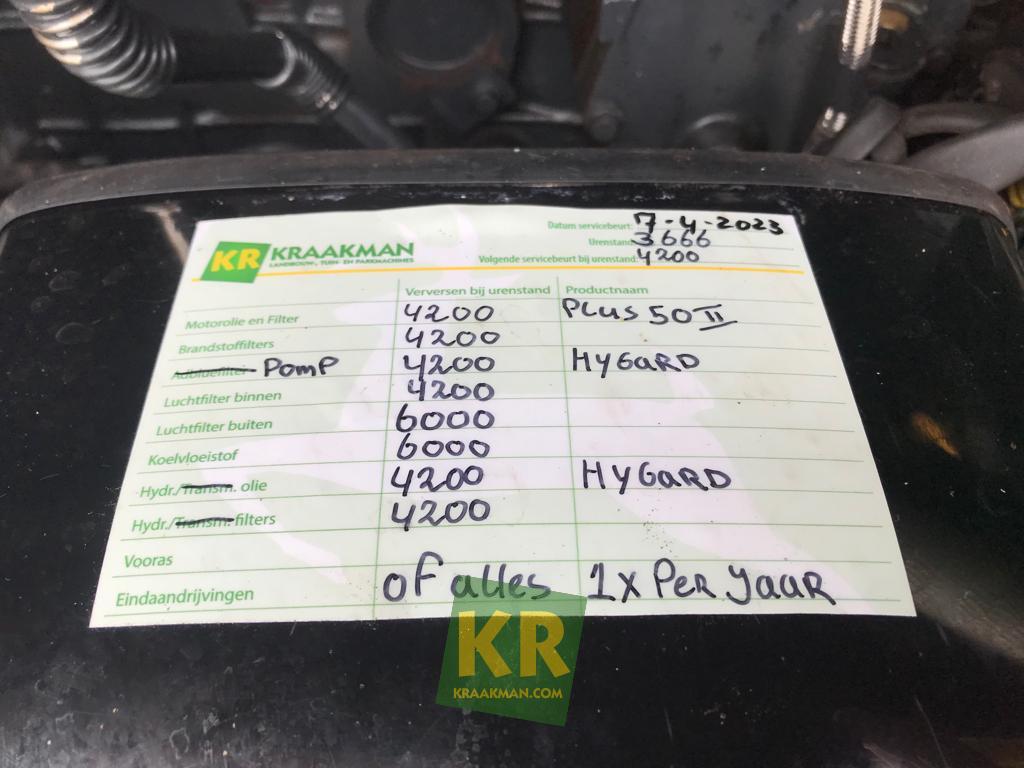 KR KRAAKMAN
LANDBOUW-, TUIN- EN PARKMACHINES
Datum servicebeurt: 7-4-2023
Urenstand: 3666
Volgende servicebeurt bij urenstand: 4200
Verversen bij urenstand Productnaam
Motorolie en Filter 4200 PLUS 50 II
Brandstoffilters 4200
Adbluefilter POMP 4200 HYGARD
Luchtfilter binnen 4200
Luchtfilter buiten 6000
Koelvloeistof 6000
Hydr./Transm. olie 4200 HYGARD
Hydr./Transm. filters 4200
Vooras
Eindaandrijvingen of alles 1x Per Jaar
KR
KRAAKMAN.COM